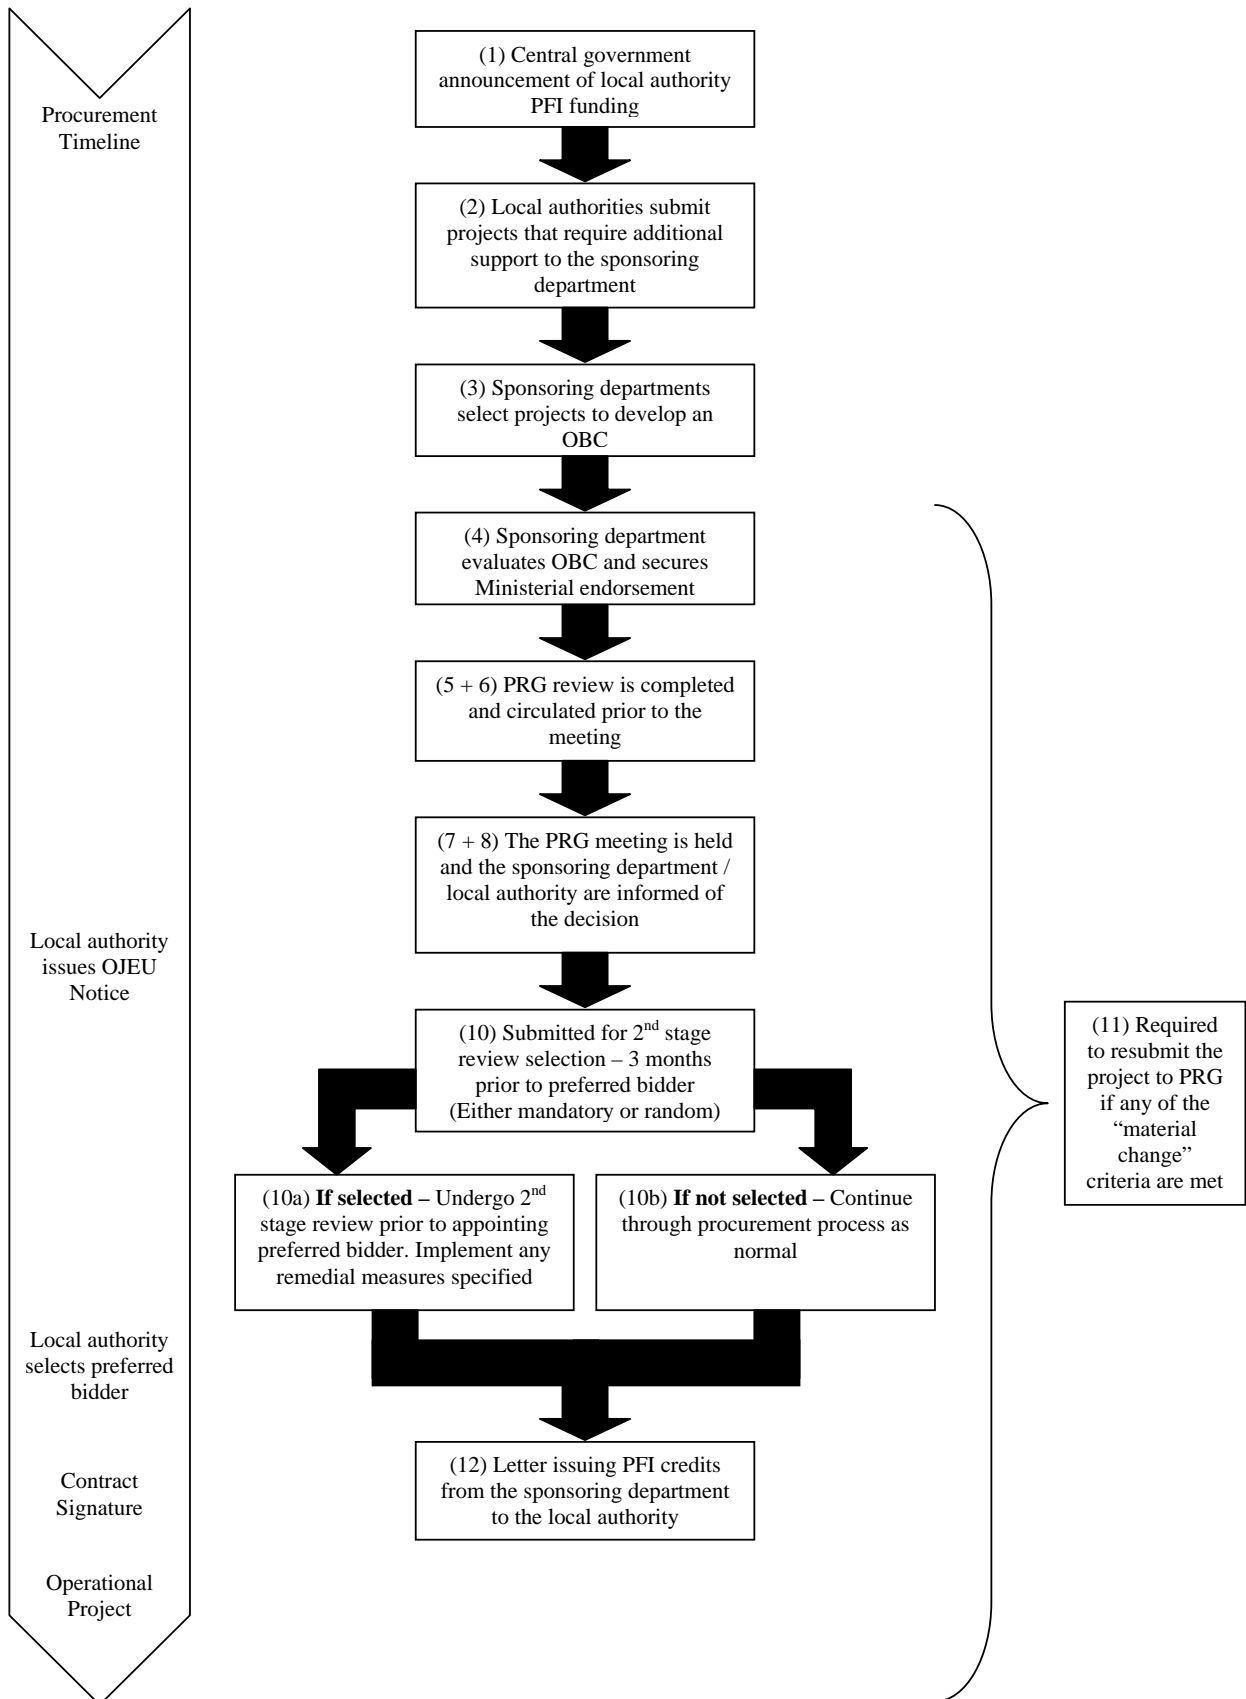 Procurement
Timeline
(1) Central government
announcement of local authority
PFI funding
(2) Local authorities submit
projects that require additional
support to the sponsoring
department
(3) Sponsoring departments
select projects to develop an
OBC
(4) Sponsoring department
evaluates OBC and secures
Ministerial endorsement
(5 + 6) PRG review is completed
and circulated prior to the
meeting
(7 + 8) The PRG meeting is held
and the sponsoring department /
local authority are informed of
the decision
Local authority
issues OJEU
Notice
(10) Submitted for 2nd stage
review selection – 3 months
prior to preferred bidder
(Either mandatory or random)
(11) Required
to resubmit the
project to PRG
if any of the
“material
change”
criteria are met
(10a) If selected – Undergo 2nd
stage review prior to appointing
preferred bidder. Implement any
remedial measures specified
(10b) If not selected – Continue
through procurement process as
normal
Local authority
selects preferred
bidder
(12) Letter issuing PFI credits
from the sponsoring department
to the local authority
Contract
Signature
Operational
Project